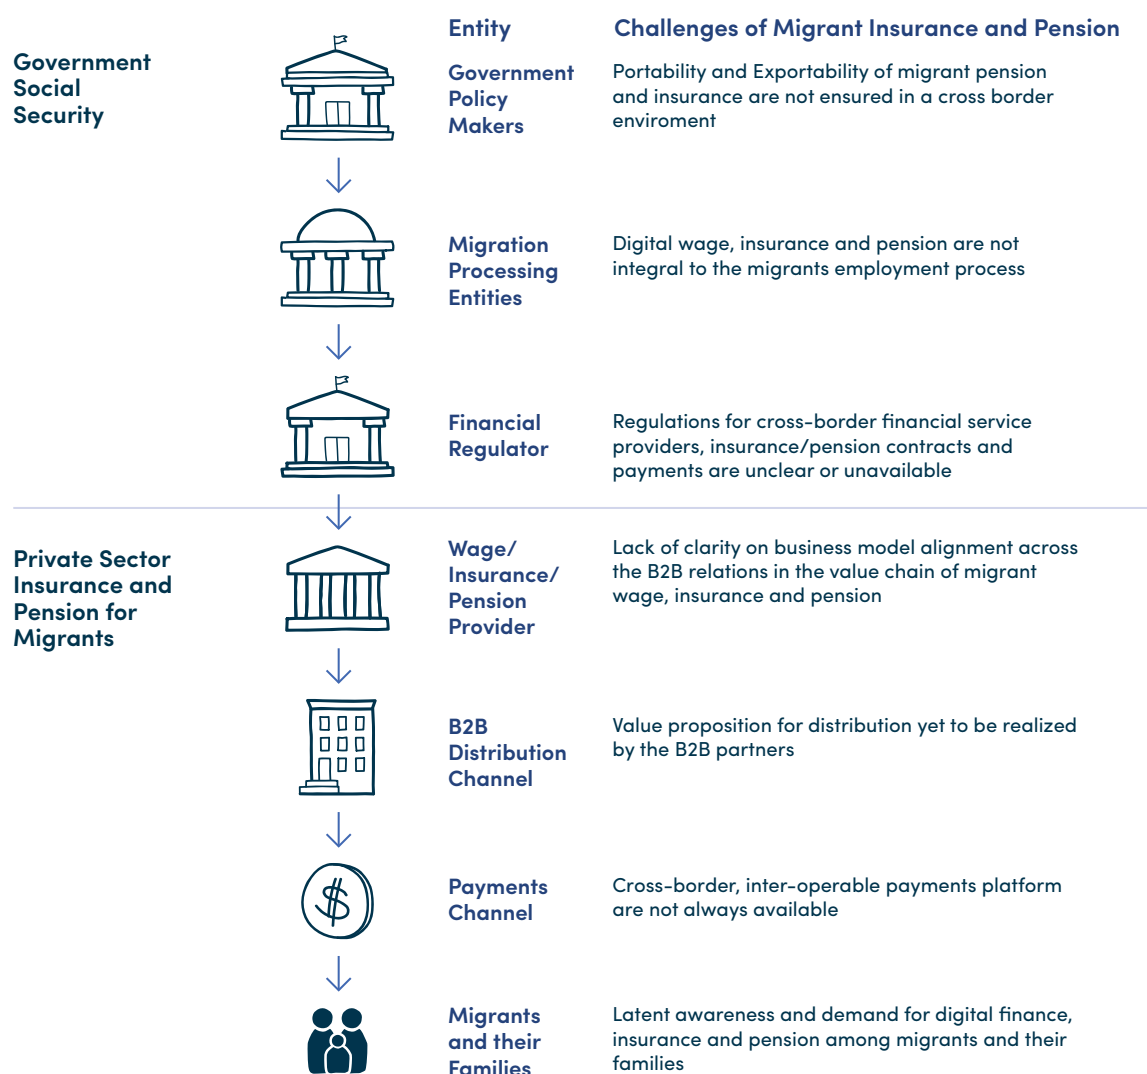 Entity
Challenges of Migrant Insurance and Pension
Government
Social
Security
Government
Policy
Makers
Portability and Exportability of migrant pension
and insurance are not ensured in a cross border
enviroment
Migration
Processing
Entities
Digital wage, insurance and pension are not
integral to the migrants employment process
Financial
Regulator
Regulations for cross-border financial service
providers, insurance/pension contracts and
payments are unclear or unavailable
Private Sector
Insurance and
Pension for
Migrants
Wage/
Insurance/
Pension
Provider
Lack of clarity on business model alignment across
the B2B relations in the value chain of migrant
wage, insurance and pension
B2B
Distribution
Channel
Value proposition for distribution yet to be realized
by the B2B partners
$
Payments
Channel
Cross-border, inter-operable payments platform
are not always available
Migrants
and their
Families
Latent awareness and demand for digital finance,
insurance and pension among migrants and their
families